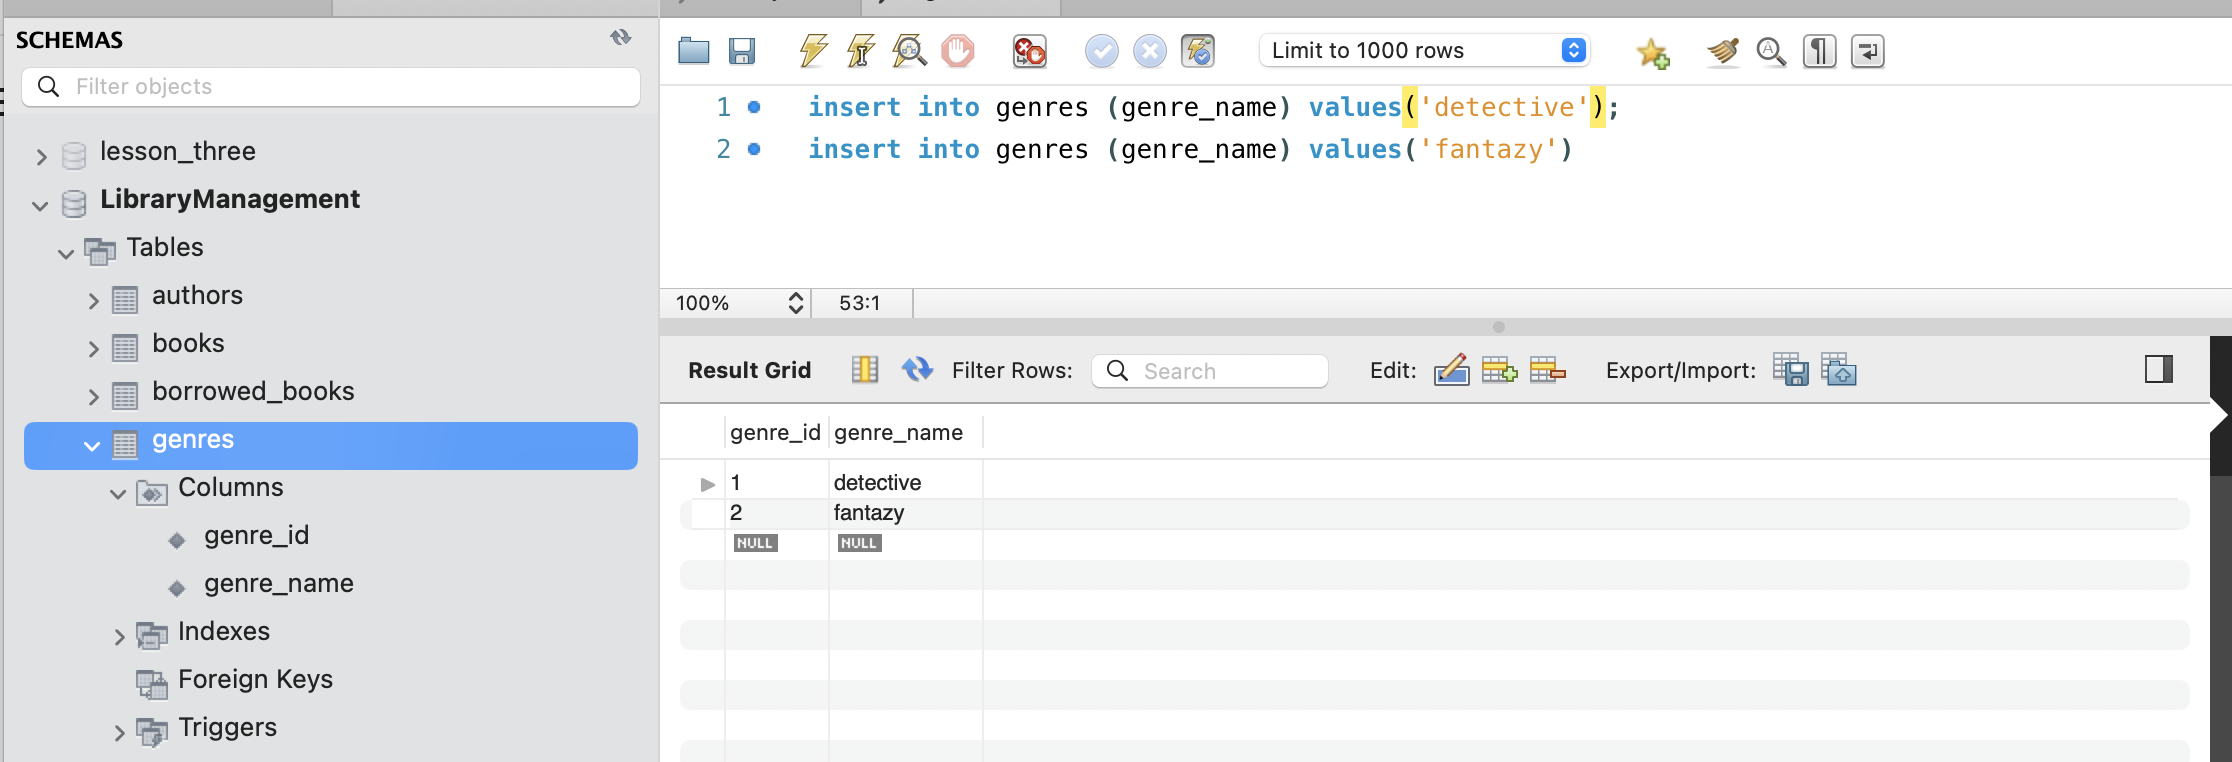 SCHEMAS
Filter objects
lesson_three
LibraryManagement
Tables
authors
books
borrowed_books
genres
Columns
genre_id
genre_name
Indexes
Foreign Keys
Triggers
Limit to 1000 rows
1 insert into genres (genre_name) values('detective');
2 insert into genres (genre_name) values('fantazy')
100% 53:1
Result Grid Filter Rows: Search Edit: Export/Import:
genre_id genre_name
1 detective
2 fantazy
NULL NULL